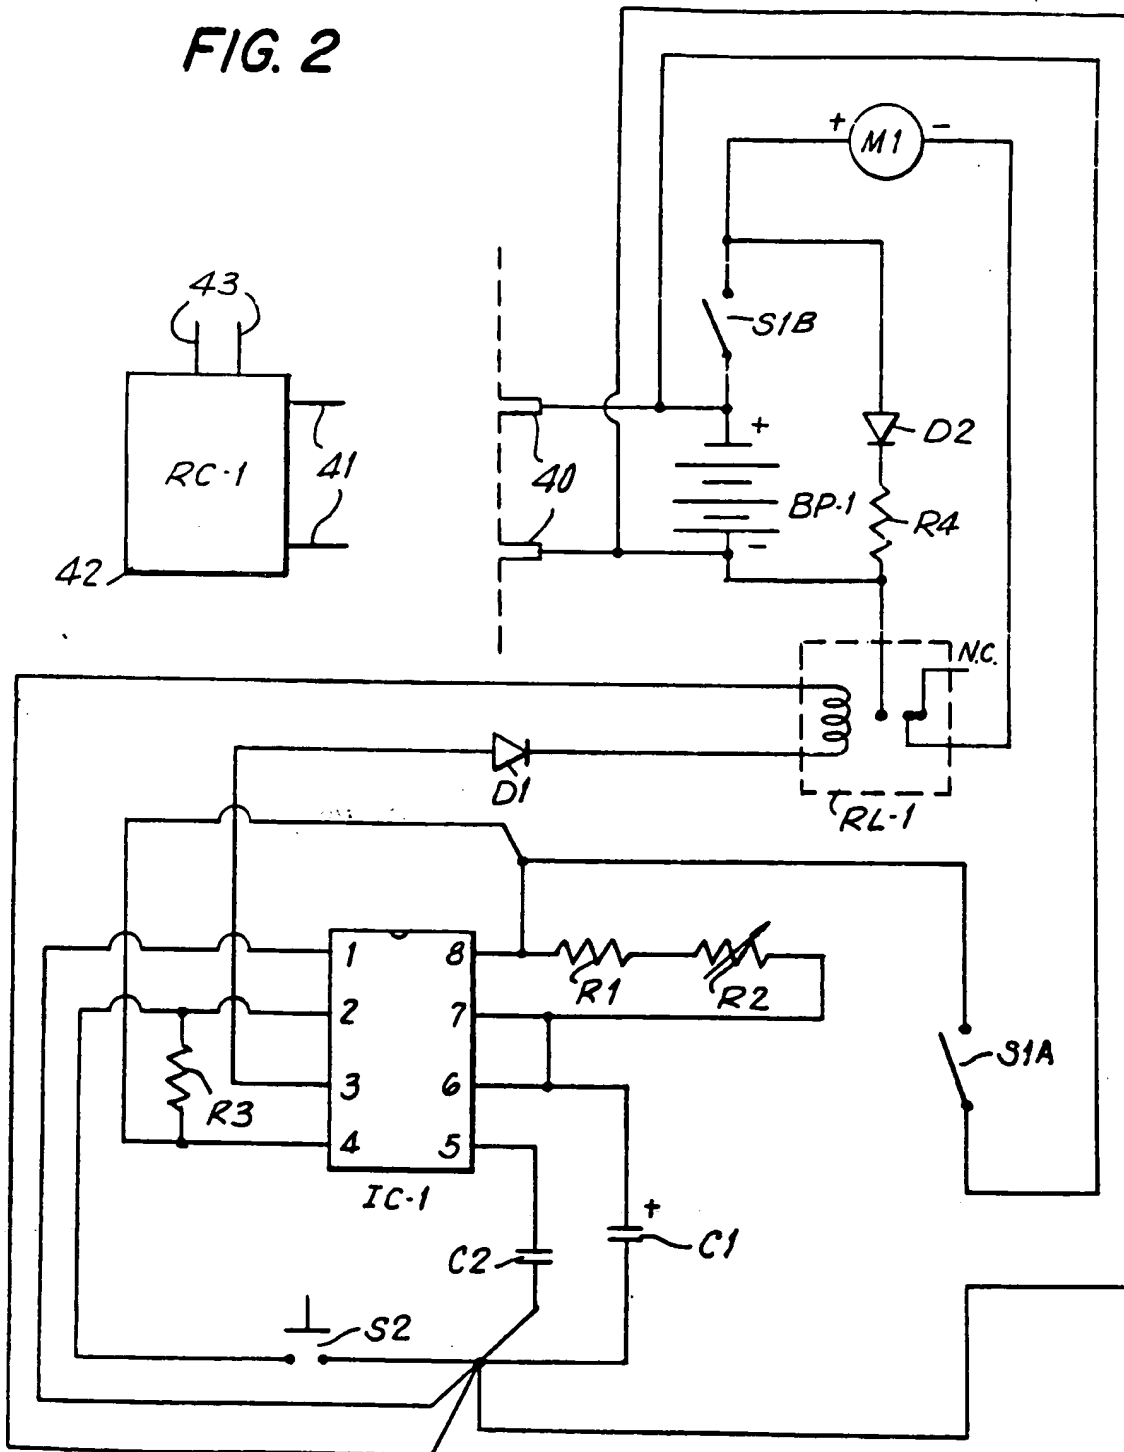 FIG. 2
+ M1 -
43
S1B
+
D2
RC-1
41
40
BP-1
R4
40
-
42
N.C.
D1
RL-1
1 8
R1 R2
2 7
S1A
3 6
R3
4 5
IC-1
+
C2 C1
S2